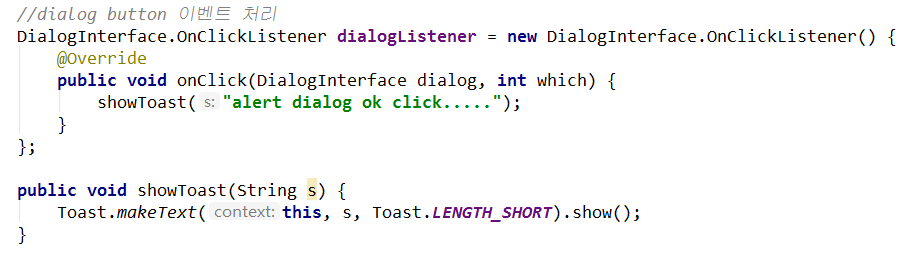 //dialog button 이벤트 처리
DialogInterface.OnClickListener dialogListener = new DialogInterface.OnClickListener() {
    @Override
    public void onClick(DialogInterface dialog, int which) {
        showToast( s: "alert dialog ok click.....");
    }
};

public void showToast(String s) {
    Toast.makeText( context: this, s, Toast.LENGTH_SHORT).show();
}